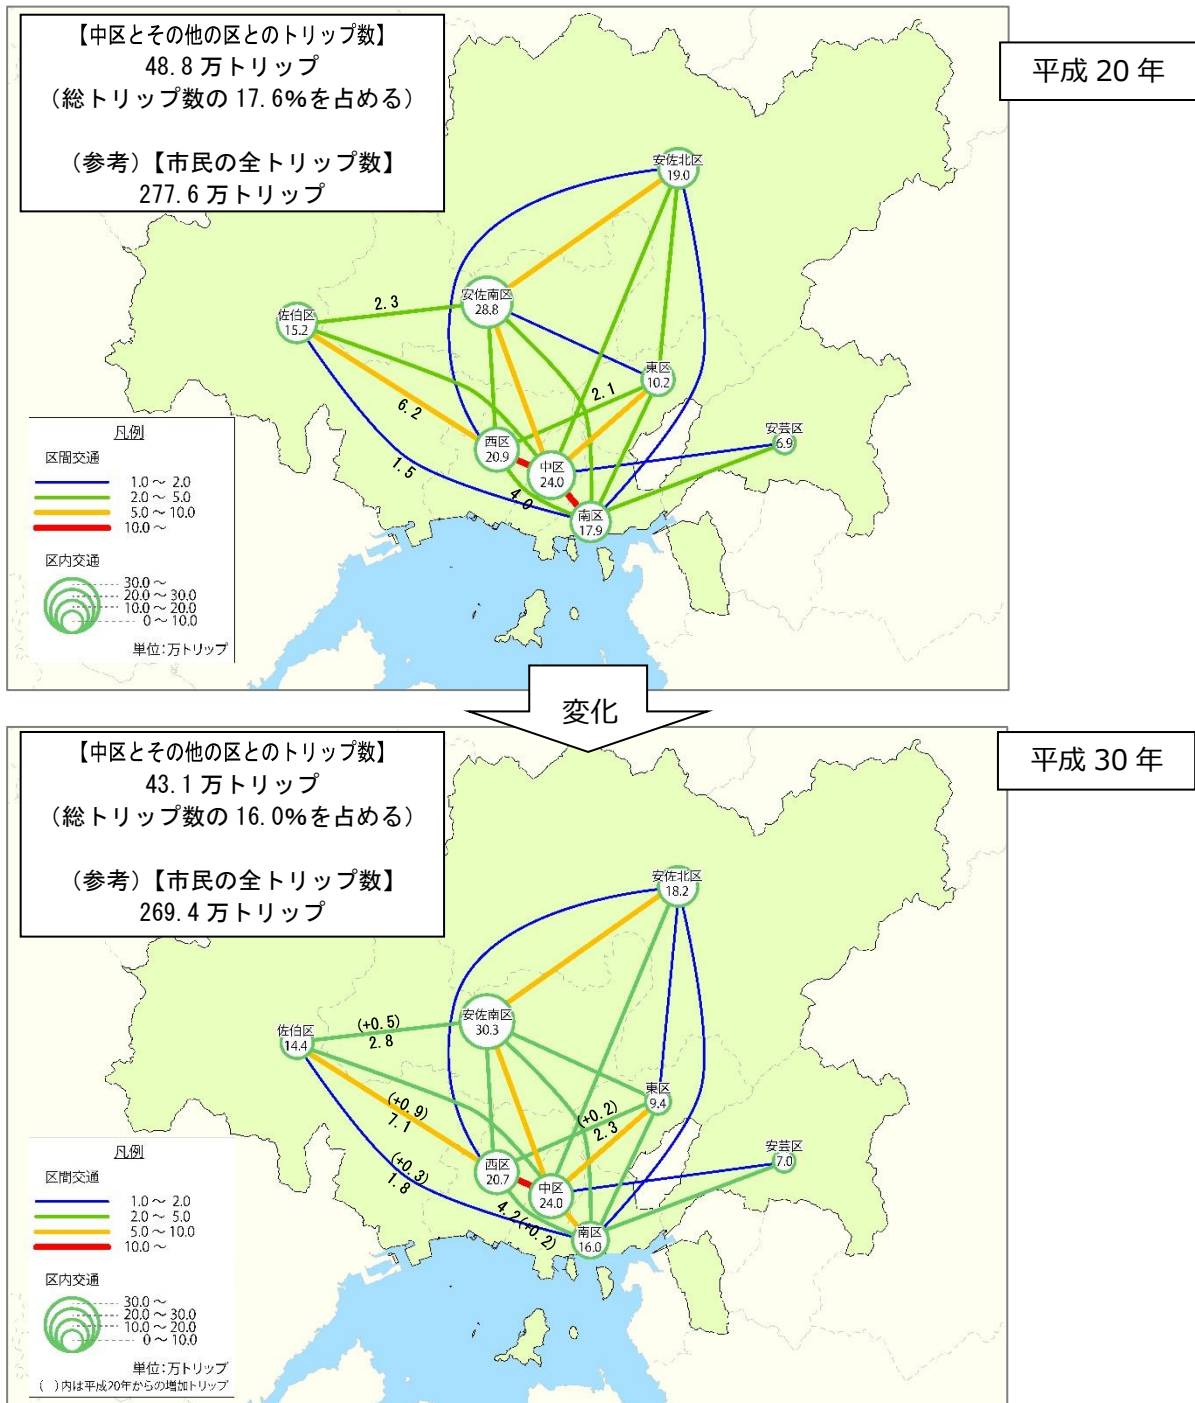 【中区とその他の区とのトリップ数】
48.8 万トリップ
（総トリップ数の 17.6%を占める）
（参考）【市民の全トリップ数】
277.6 万トリップ
平成 20 年
安佐北区
19.0
安佐南区
28.8
佐伯区
15.2
2.3
東区
10.2
2.1
6.2
安芸区
6.9
西区
20.9
中区
24.0
1.5
4.0
南区
17.9
凡例
区間交通
1.0 ～ 2.0
2.0 ～ 5.0
5.0 ～ 10.0
10.0 ～
区内交通
30.0 ～
20.0 ～ 30.0
10.0 ～ 20.0
0 ～ 10.0
単位：万トリップ
変化
【中区とその他の区とのトリップ数】
43.1 万トリップ
（総トリップ数の 16.0%を占める）
（参考）【市民の全トリップ数】
269.4 万トリップ
平成 30 年
安佐北区
18.2
安佐南区
30.3
佐伯区
14.4
(+0.5)
2.8
東区
9.4
(+0.2)
2.3
(+0.9)
7.1
安芸区
7.0
西区
20.7
中区
24.0
(+0.3)
1.8
4.2(+0.2)
南区
16.0
凡例
区間交通
1.0 ～ 2.0
2.0 ～ 5.0
5.0 ～ 10.0
10.0 ～
区内交通
30.0 ～
20.0 ～ 30.0
10.0 ～ 20.0
0 ～ 10.0
単位：万トリップ
（ ）内は平成20年からの増加トリップ